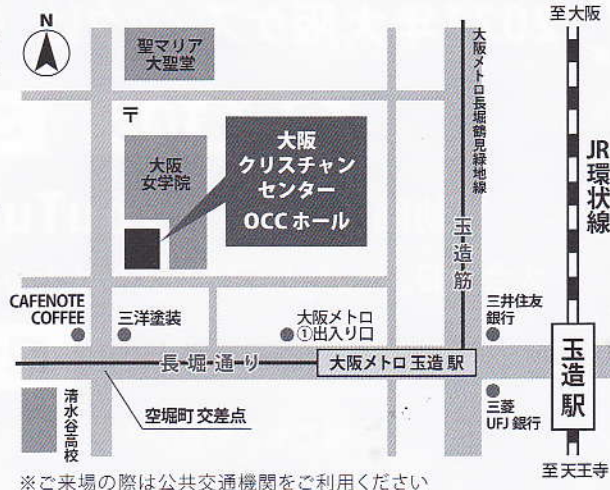 N
至大阪
聖マリア
大聖堂
大阪メトロ長堀鶴見緑地線
〒
大阪
女学院
大阪
クリスチャン
センター
OCCホール
JR環状線
玉造筋
CAFENOTE
COFFEE
三洋塗装
大阪メトロ
①出入り口
三井住友
銀行
長堀通り
大阪メトロ 玉造 駅
玉造駅
清水谷高校
空堀町 交差点
三菱
UFJ 銀行
至天王寺
※ご来場の際は公共交通機関をご利用ください